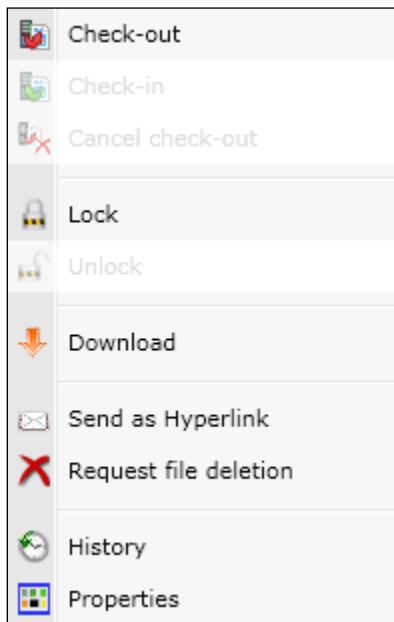 Check-out
Check-in
Cancel check-out
Lock
Unlock
Download
Send as Hyperlink
Request file deletion
History
Properties